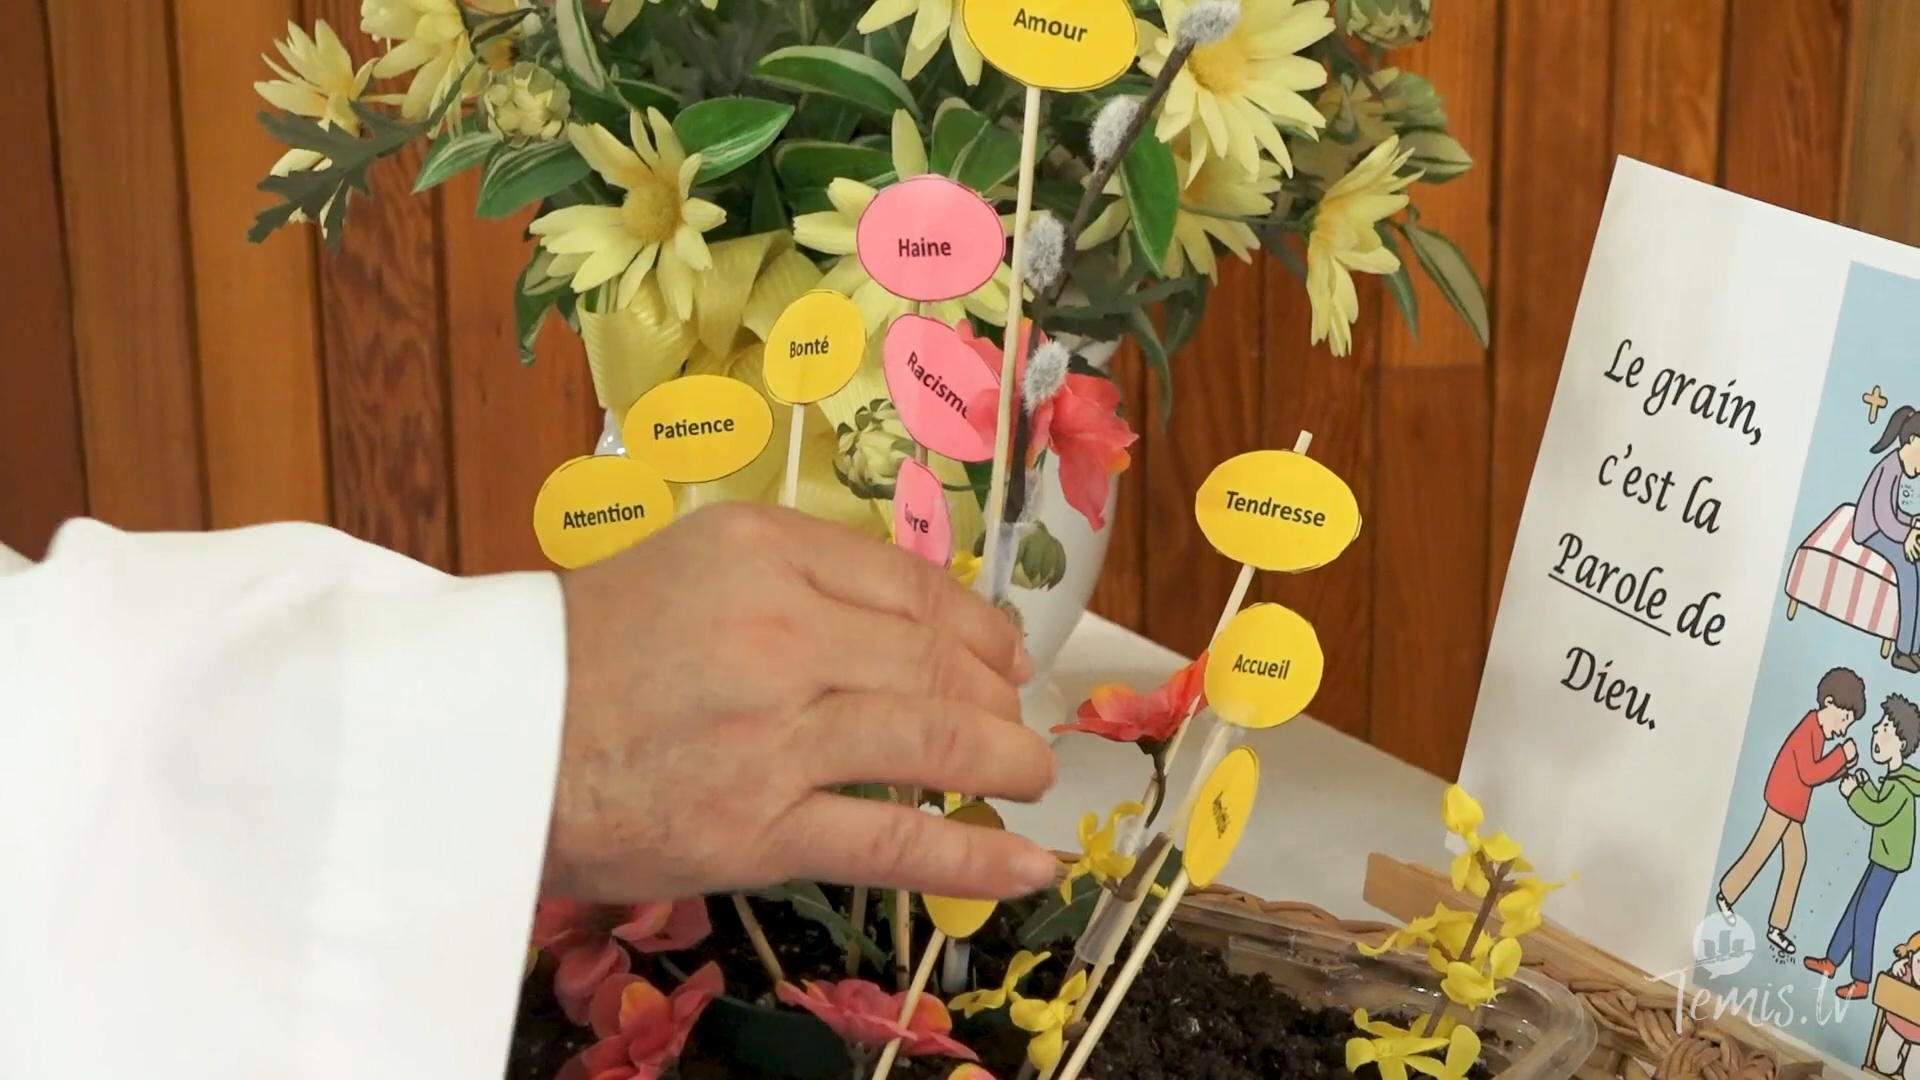 Amour
Haine
Bonté
Racisme
Patience
Attention
Tendresse
Accueil
Le grain,
c'est la
Parole de
Dieu.
Temis.tv